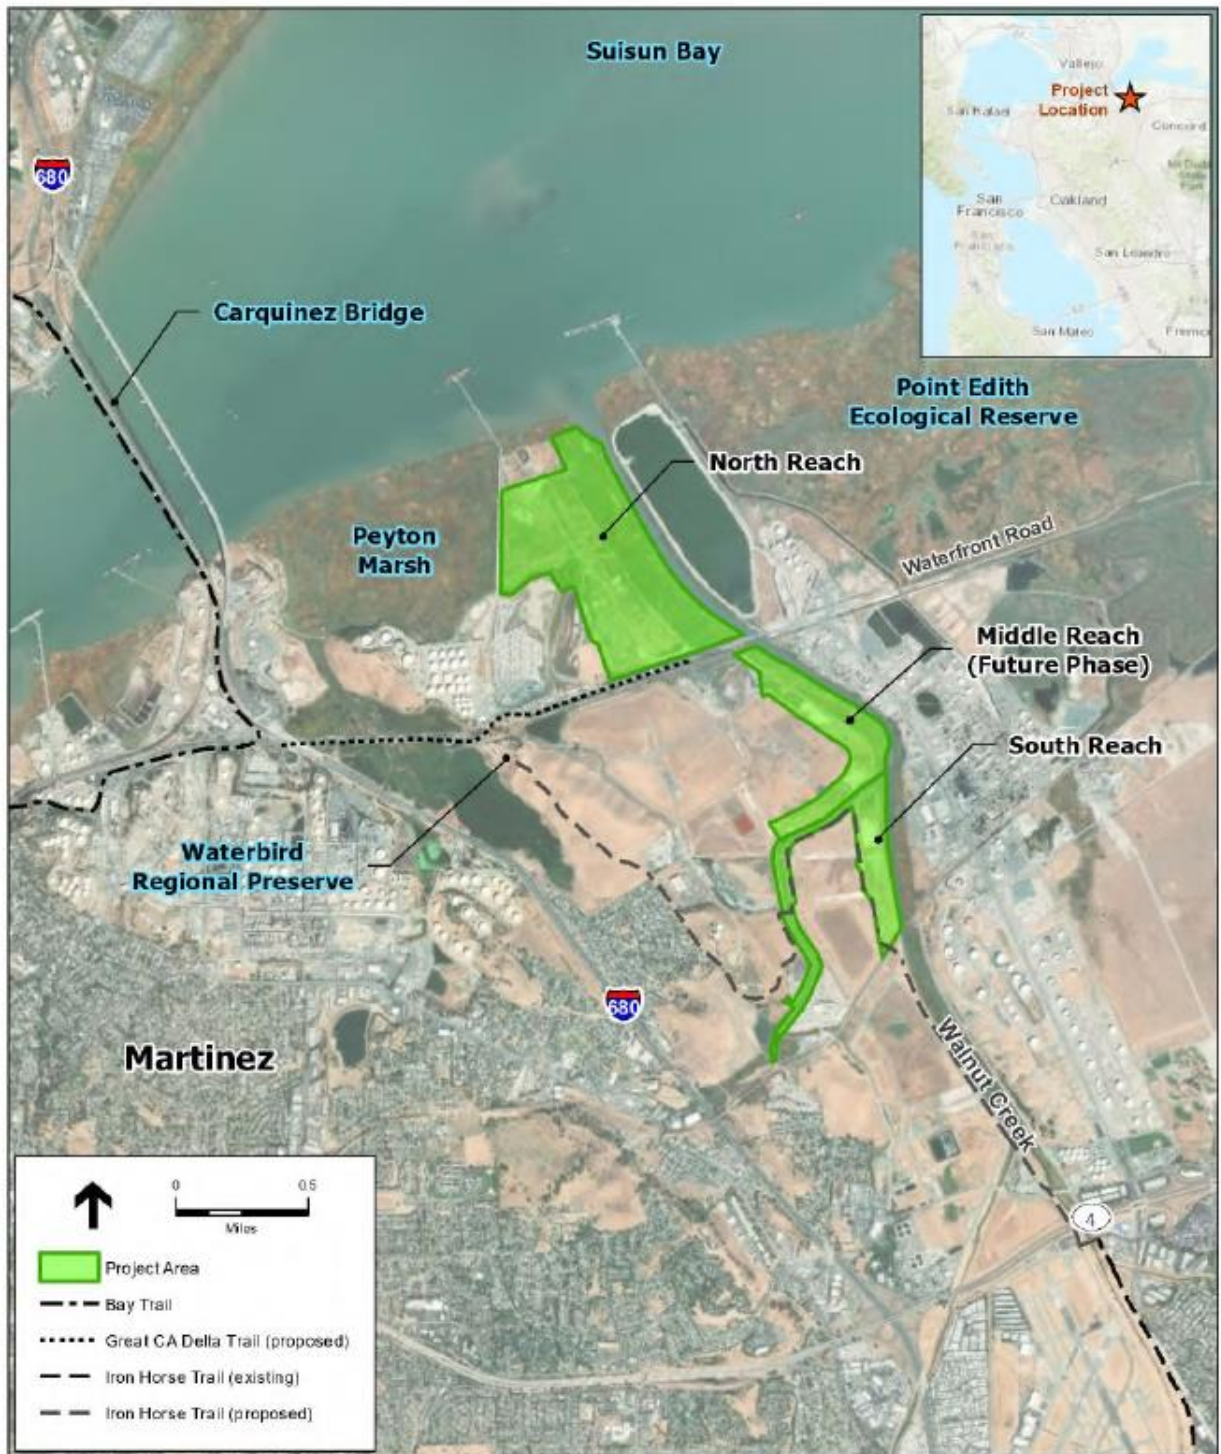 Suisun Bay
Vallejo
Project
Location
San Rafael
Concord
San
Francisco
Oakland
San
Francisco
San Leandro
San Mateo
680
Carquinez Bridge
Point Edith
Ecological Reserve
North Reach
Peyton
Marsh
Waterfront Road
Middle Reach
(Future Phase)
South Reach
Waterbird
Regional Preserve
680
Martinez
Walnut Creek
4
0
0.5
Miles
Project Area
Bay Trail
Great CA Delta Trail (proposed)
Iron Horse Trail (existing)
Iron Horse Trail (proposed)